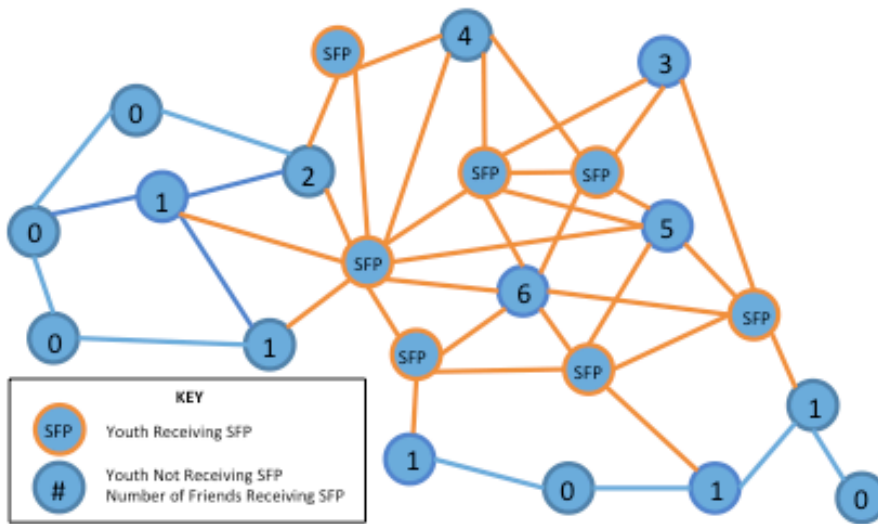 SFP
4
3
0
2
SFP
SFP
1
0
5
SFP
6
SFP
0
1
SFP
SFP
KEY
SFP
Youth Receiving SFP
#
Youth Not Receiving SFP
Number of Friends Receiving SFP
1
1
0
1
0